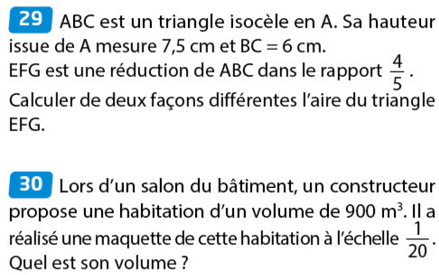 29 ABC est un triangle isocèle en A. Sa hauteur
issue de A mesure 7,5 cm et BC = 6 cm.
EFG est une réduction de ABC dans le rapport 4/5.
Calculer de deux façons différentes l'aire du triangle
EFG.
30 Lors d'un salon du bâtiment, un constructeur
propose une habitation d'un volume de 900 m³. Il a
réalisé une maquette de cette habitation à l'échelle 1/20.
Quel est son volume ?